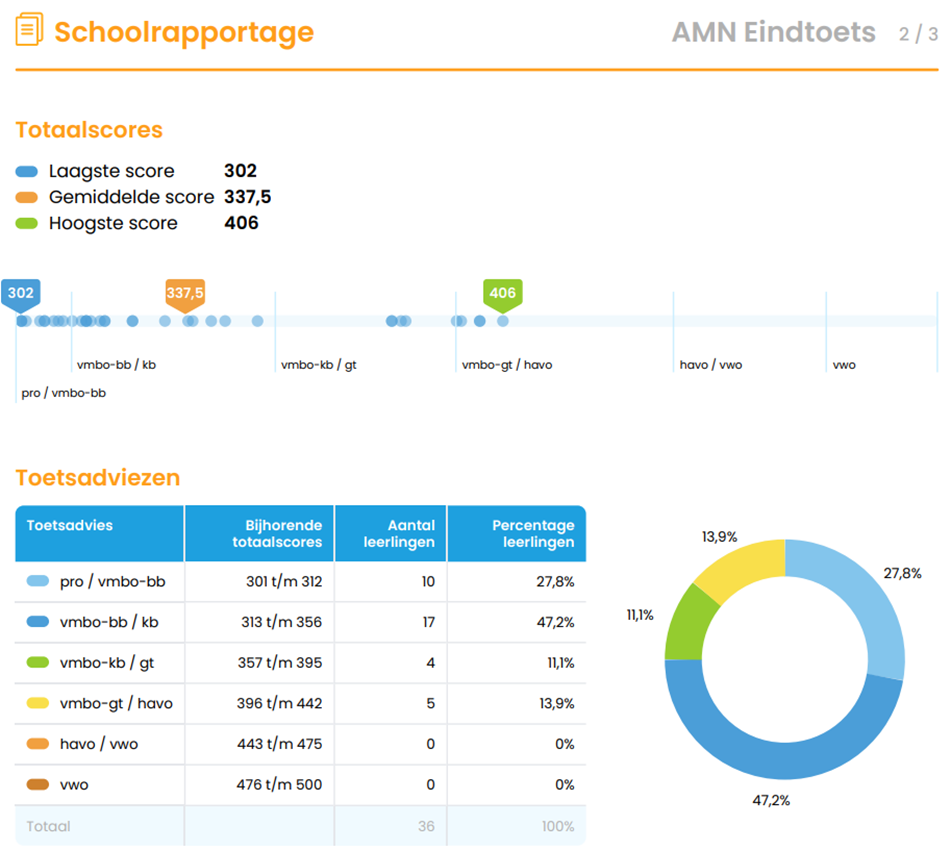 Schoolrapportage
AMN Eindtoets 2 / 3
Totaalscores
Laagste score 302
Gemiddelde score 337,5
Hoogste score 406
302 337,5 406
vmbo-bb / kb vmbo-kb / gt vmbo-gt / havo havo / vwo vwo
pro / vmbo-bb
Toetsadviezen
Toetsadvies Bijhorende totaalscores Aantal leerlingen Percentage leerlingen
pro / vmbo-bb 301 t/m 312 10 27,8%
vmbo-bb / kb 313 t/m 356 17 47,2%
vmbo-kb / gt 357 t/m 395 4 11,1%
vmbo-gt / havo 396 t/m 442 5 13,9%
havo / vwo 443 t/m 475 0 0%
vwo 476 t/m 500 0 0%
Totaal 36 100%
13,9%
27,8%
11,1%
47,2%